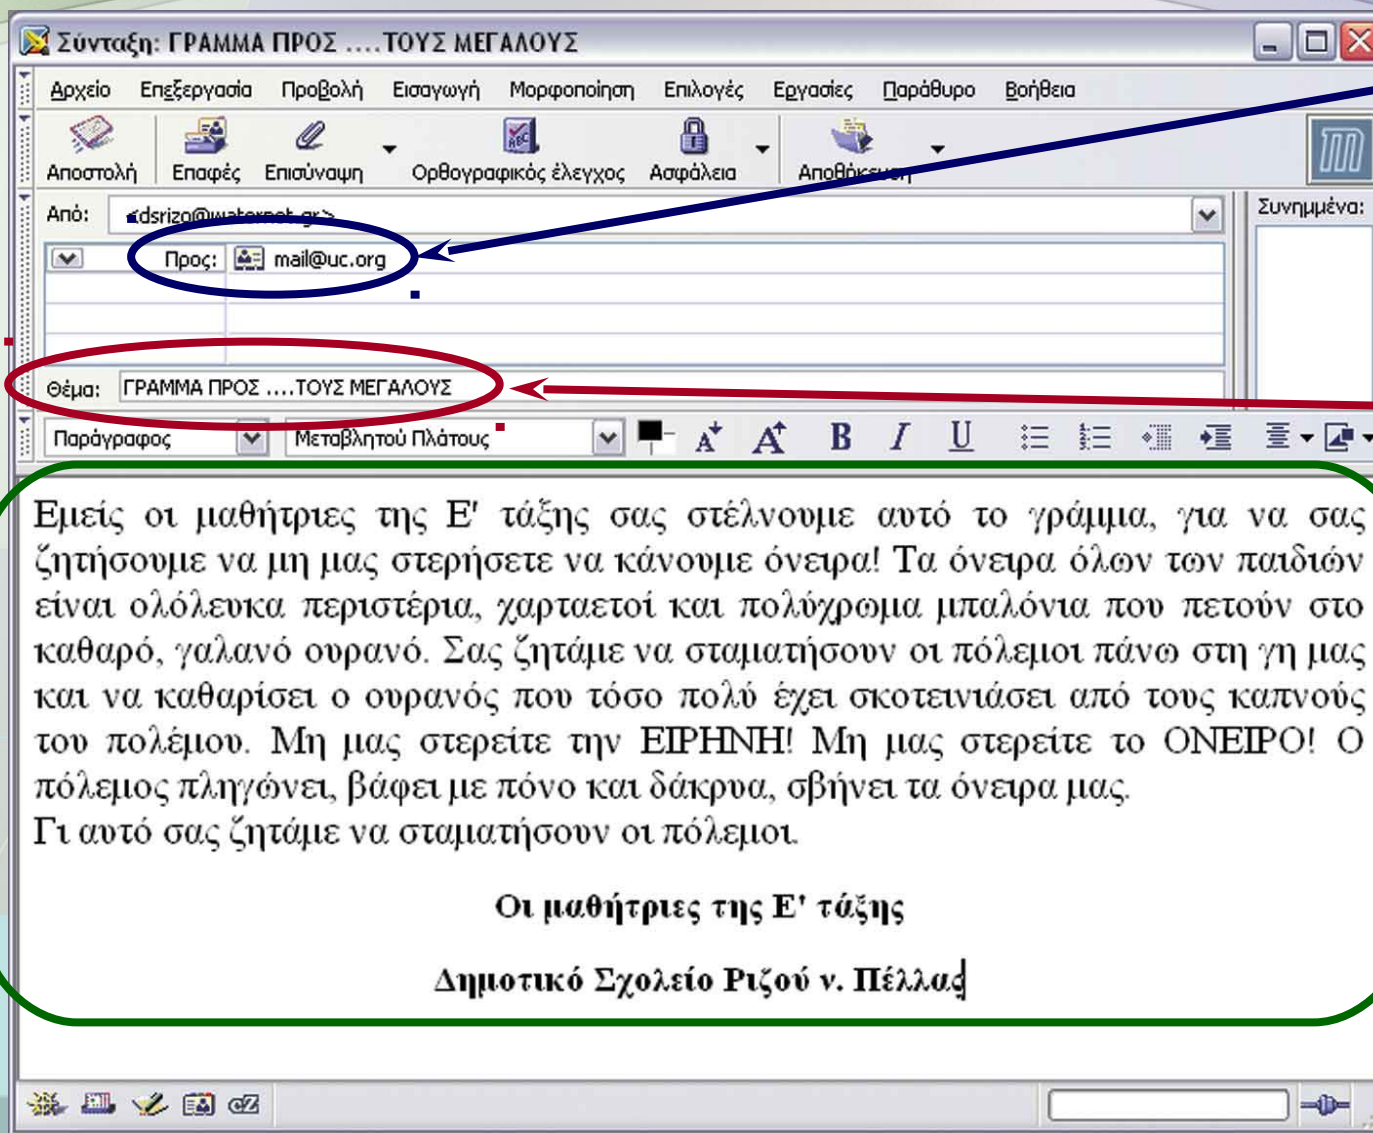 Σύνταξη: ΓΡΑΜΜΑ ΠΡΟΣ ....ΤΟΥΣ ΜΕΓΑΛΟΥΣ
Αρχείο Επεξεργασία Προβολή Εισαγωγή Μορφοποίηση Επιλογές Εργασίες Παράθυρο Βοήθεια
Αποστολή Επαφές Επισύναψη Ορθογραφικός έλεγχος Ασφάλεια Αποθήκευση
Από: <dsrizo@waternet.gr>
Συνημμένα:
Προς: mail@uc.org
Θέμα: ΓΡΑΜΜΑ ΠΡΟΣ ....ΤΟΥΣ ΜΕΓΑΛΟΥΣ
Παράγραφος Μεταβλητού Πλάτους A A B I U
Εμείς οι μαθήτριες της Ε' τάξης σας στέλνουμε αυτό το γράμμα, για να σας
ζητήσουμε να μη μας στερήσετε να κάνουμε όνειρα! Τα όνειρα όλων των παιδιών
είναι ολόλευκα περιστέρια, χαρταετοί και πολύχρωμα μπαλόνια που πετούν στο
καθαρό, γαλανό ουρανό. Σας ζητάμε να σταματήσουν οι πόλεμοι πάνω στη γη μας
και να καθαρίσει ο ουρανός που τόσο πολύ έχει σκοτεινιάσει από τους καπνούς
του πολέμου. Μη μας στερείτε την ΕΙΡΗΝΗ! Μη μας στερείτε το ΟΝΕΙΡΟ! Ο
πόλεμος πληγώνει, βάφει με πόνο και δάκρυα, σβήνει τα όνειρα μας.
Γι αυτό σας ζητάμε να σταματήσουν οι πόλεμοι.
Οι μαθήτριες της Ε' τάξης
Δημοτικό Σχολείο Ριζού ν. Πέλλας